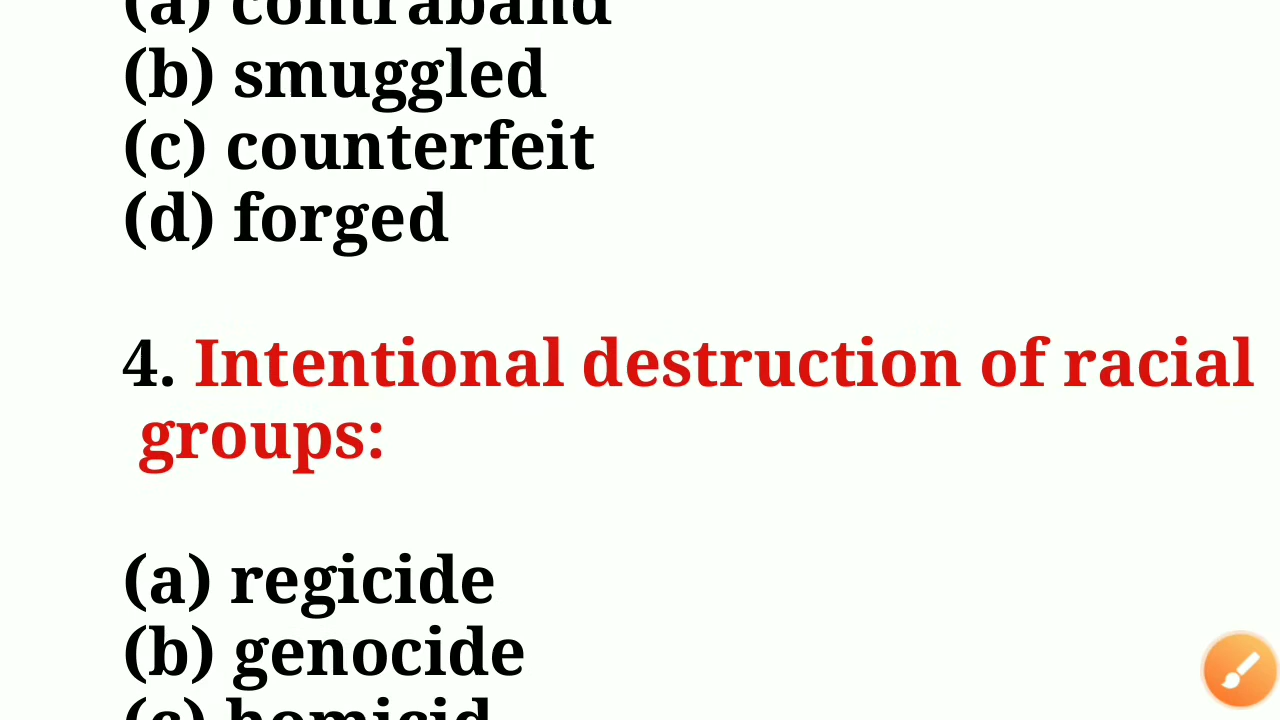 (a) contraband
(b) smuggled
(c) counterfeit
(d) forged
4. Intentional destruction of racial
groups:
(a) regicide
(b) genocide
(c) homicid